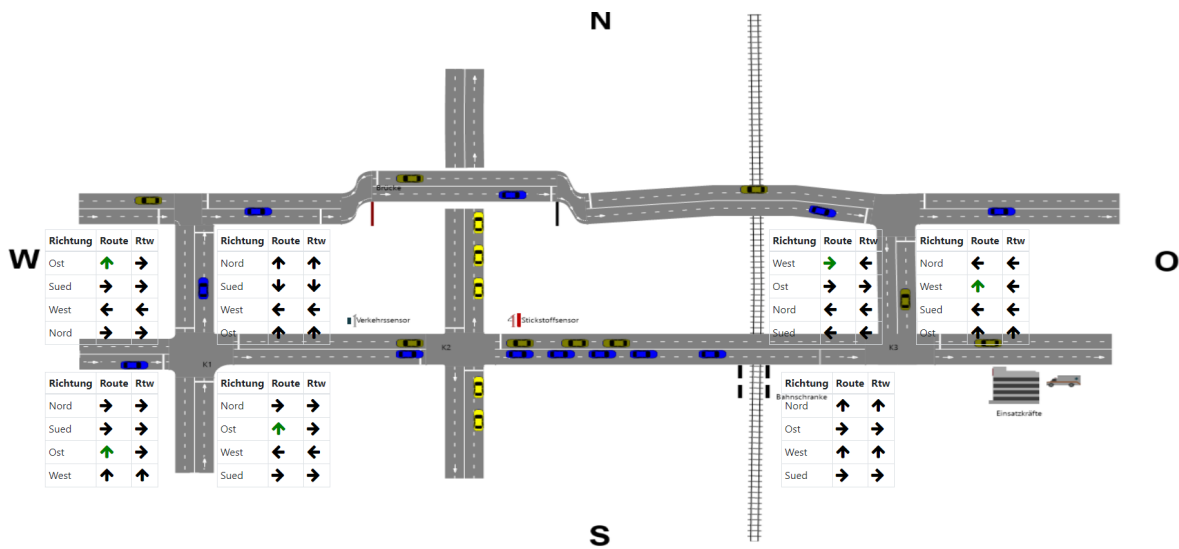 N
Brücke
W
O
Richtung Route Rtw
Ost
Sued
West
Nord
Richtung Route Rtw
Nord
Sued
West
Ost
Richtung Route Rtw
West
Ost
Nord
Sued
Richtung Route Rtw
Nord
West
Sued
Ost
Verkehrssensor
Stickstoffsensor
K1
K2
K3
Bahnschranke
Einsatzkräfte
Richtung Route Rtw
Nord
Sued
Ost
West
Richtung Route Rtw
Nord
Ost
West
Sued
Richtung Route Rtw
Nord
Ost
West
Sued
S